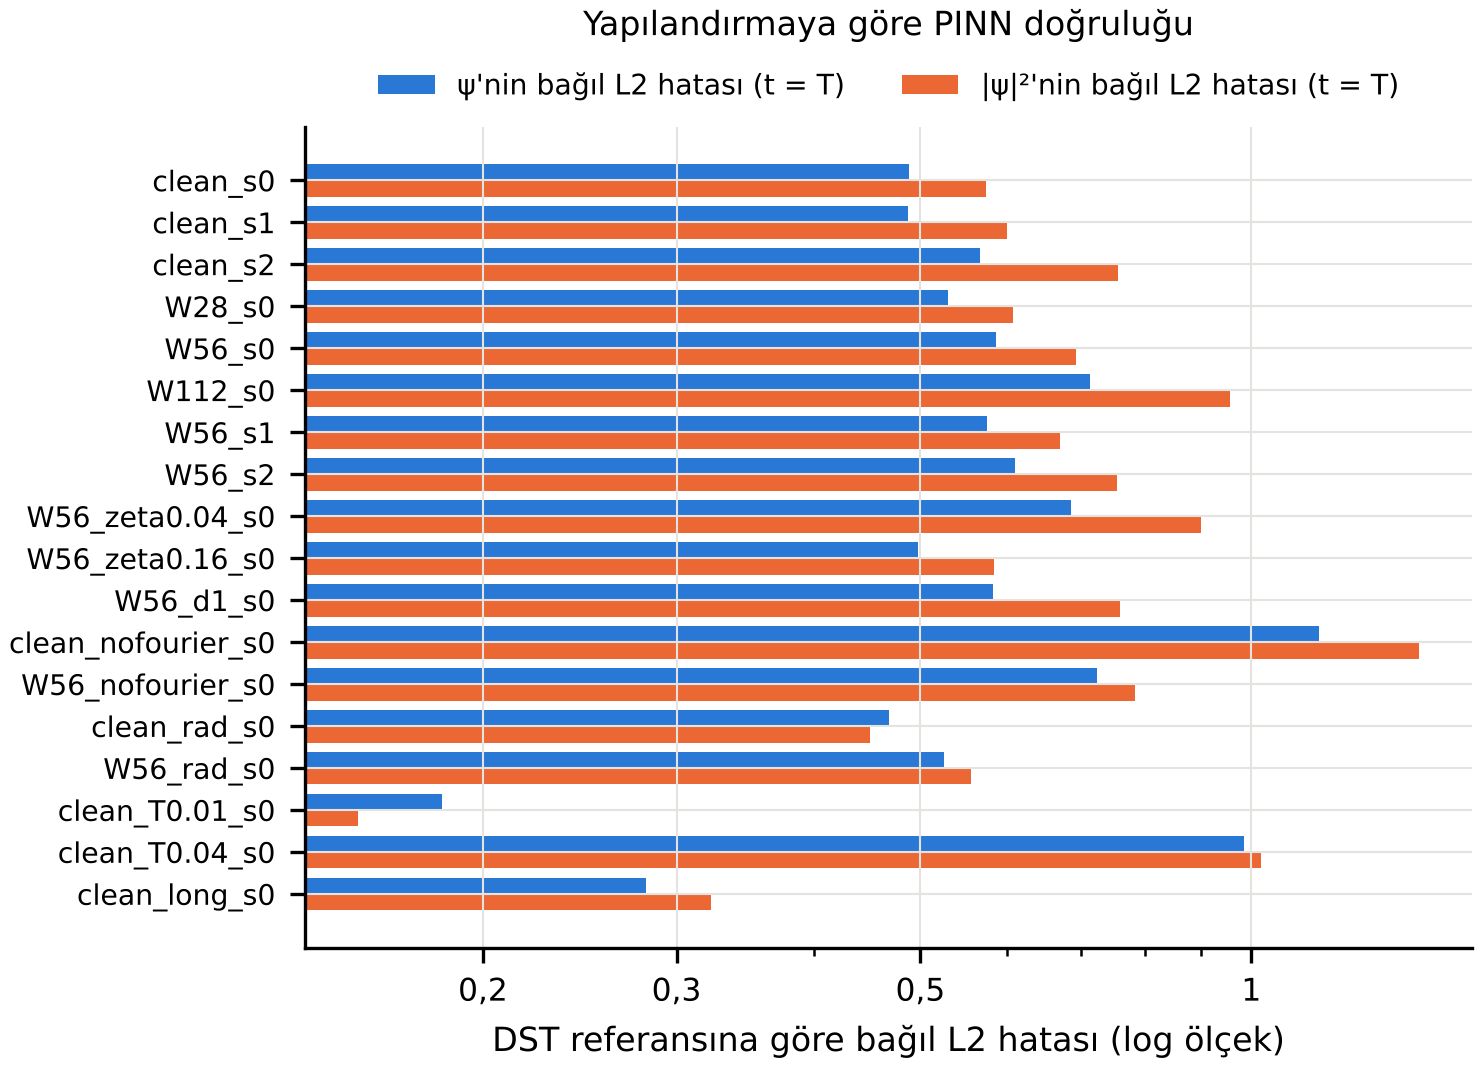 Yapılandırmaya göre PINN doğruluğu
ψ'nin bağıl L2 hatası (t = T)
|ψ|²'nin bağıl L2 hatası (t = T)
clean_s0
clean_s1
clean_s2
W28_s0
W56_s0
W112_s0
W56_s1
W56_s2
W56_zeta0.04_s0
W56_zeta0.16_s0
W56_d1_s0
clean_nofourier_s0
W56_nofourier_s0
clean_rad_s0
W56_rad_s0
clean_T0.01_s0
clean_T0.04_s0
clean_long_s0
0,2 0,3 0,5 1
DST referansına göre bağıl L2 hatası (log ölçek)